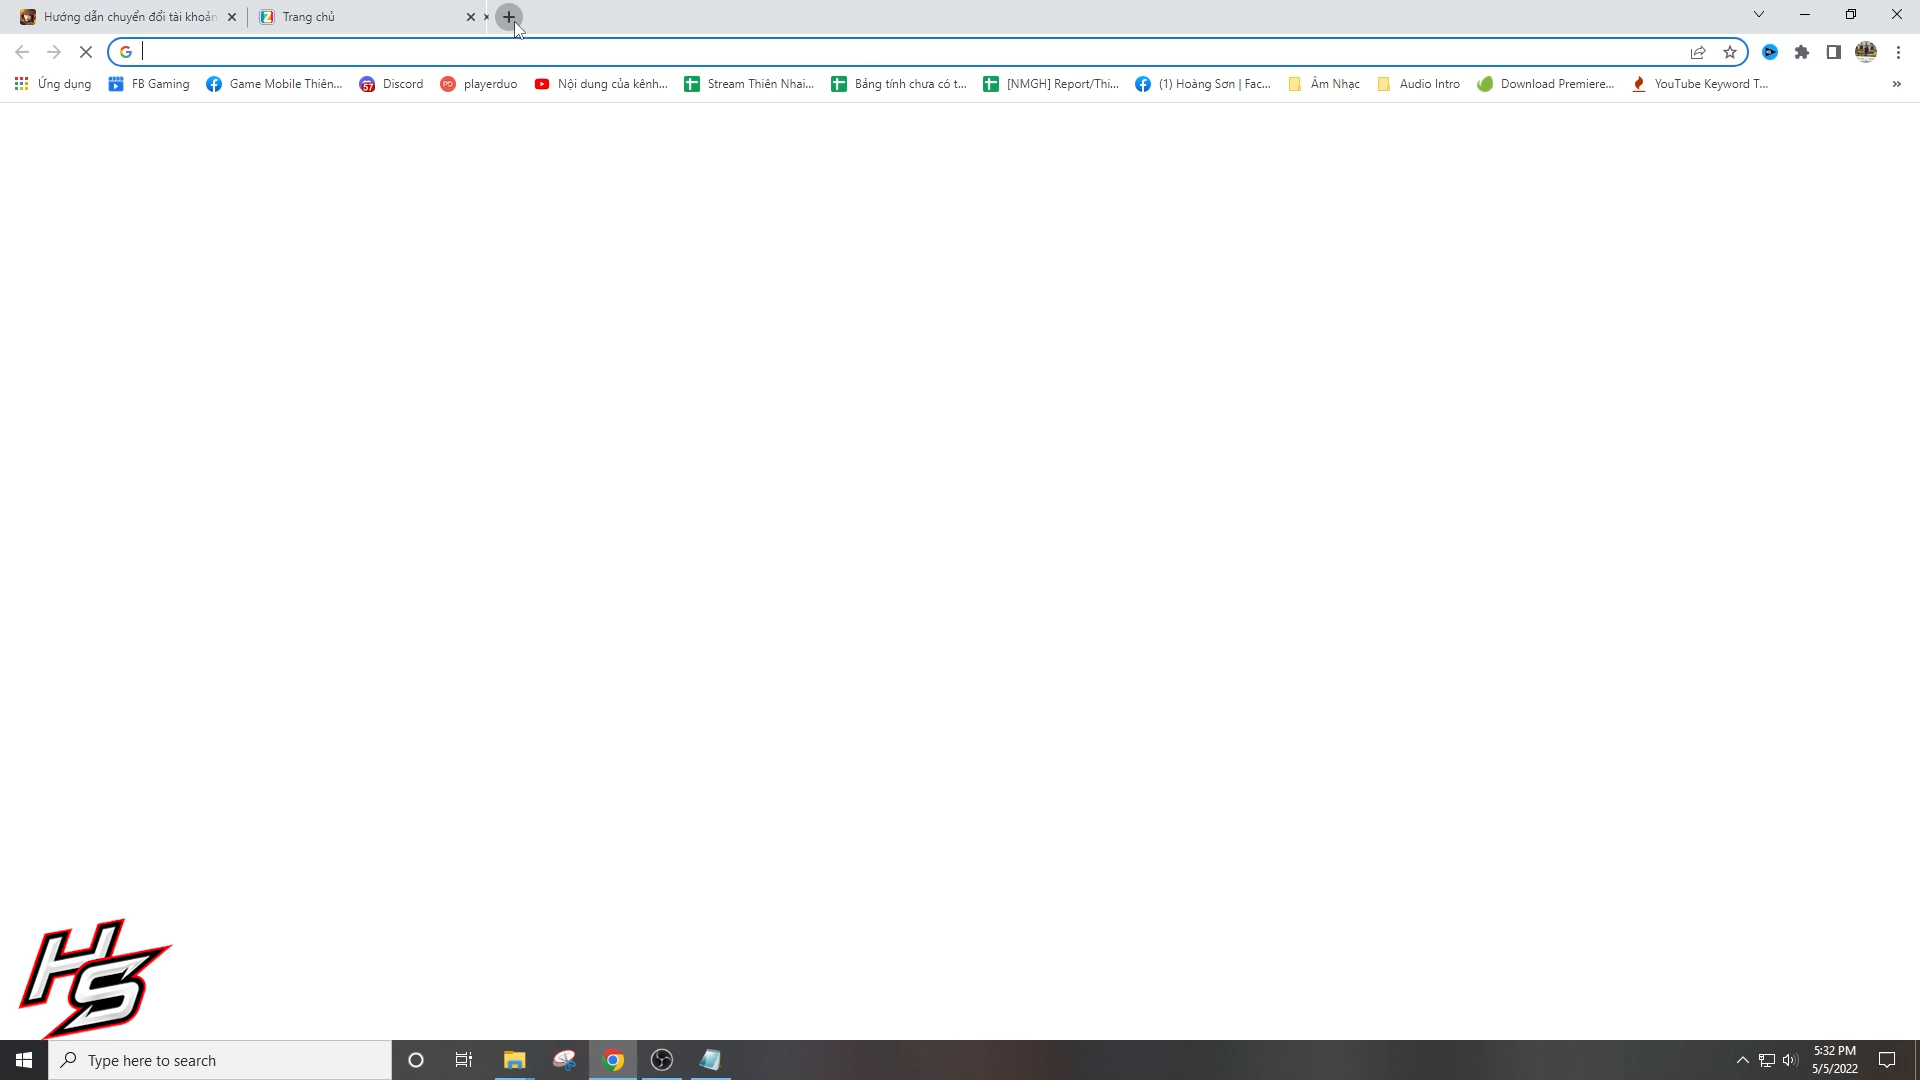 Hướng dẫn chuyển đổi tài khoản
Trang chủ
Ứng dụng
FB Gaming
Game Mobile Thiên...
Discord
playerduo
Nội dung của kênh...
Stream Thiên Nhai...
Bảng tính chưa có t...
[NMGH] Report/Thi...
(1) Hoàng Sơn | Fac...
Âm Nhạc
Audio Intro
Download Premiere...
YouTube Keyword T...
»
HS
Type here to search
5:32 PM
5/5/2022